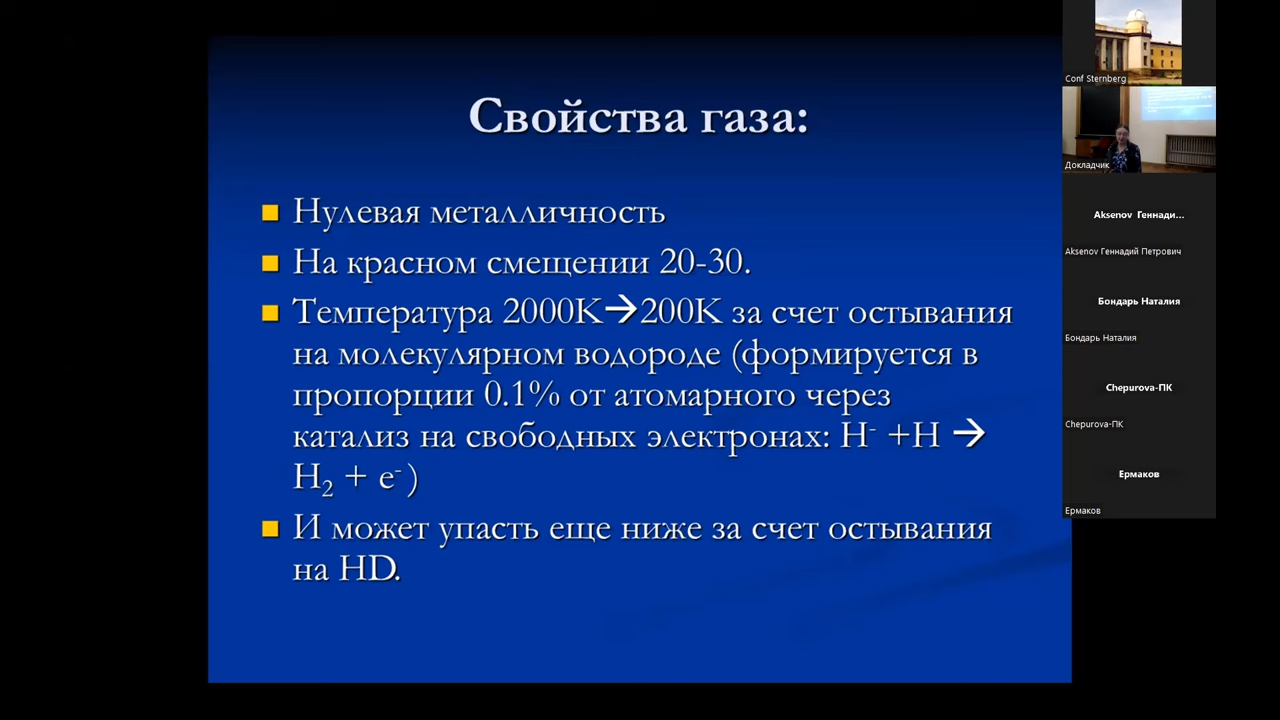 Свойства газа:
Нулевая металличность
На красном смещении 20-30.
Температура 2000K→200K за счет остывания
на молекулярном водороде (формируется в
пропорции 0.1% от атомарного через
катализ на свободных электронах: H⁻ +H →
H₂ + e⁻ )
И может упасть еще ниже за счет остывания
на HD.
Conf Sternberg
Докладчик
Aksenov Геннади...
Aksenov Геннадий Петрович
Бондарь Наталия
Бондарь Наталия
Chepurova-ПК
Chepurova-ПК
Ермаков
Ермаков